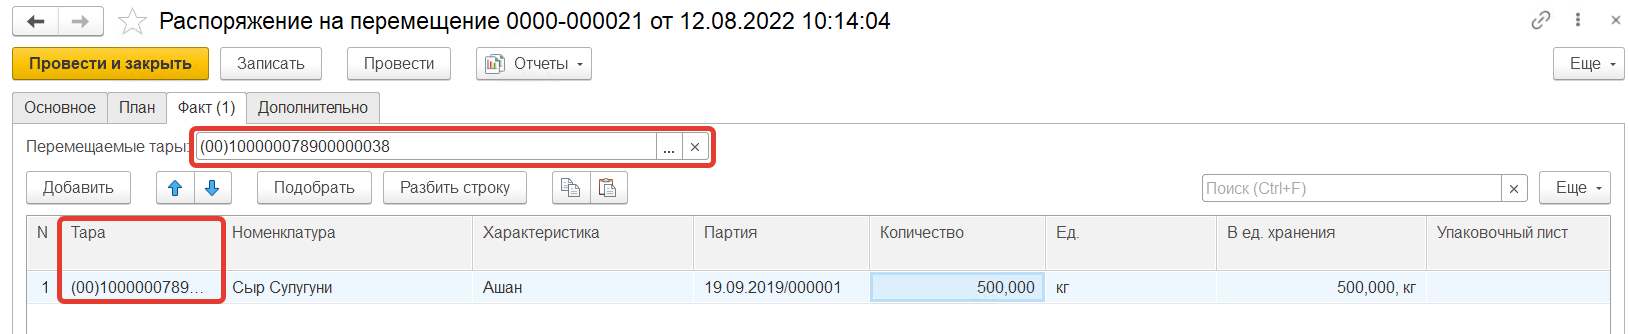 Распоряжение на перемещение 0000-000021 от 12.08.2022 10:14:04
Провести и закрыть Записать Провести Отчеты Еще
Основное План Факт (1) Дополнительно
Перемещаемые тары: (00)100000078900000038 ... ×
Добавить Подобрать Разбить строку Поиск (Ctrl+F) × Еще
N Тара Номенклатура Характеристика Партия Количество Ед. В ед. хранения Упаковочный лист
1 (00)1000000789... Сыр Сулугуни Ашан 19.09.2019/000001 500,000 кг 500,000, кг